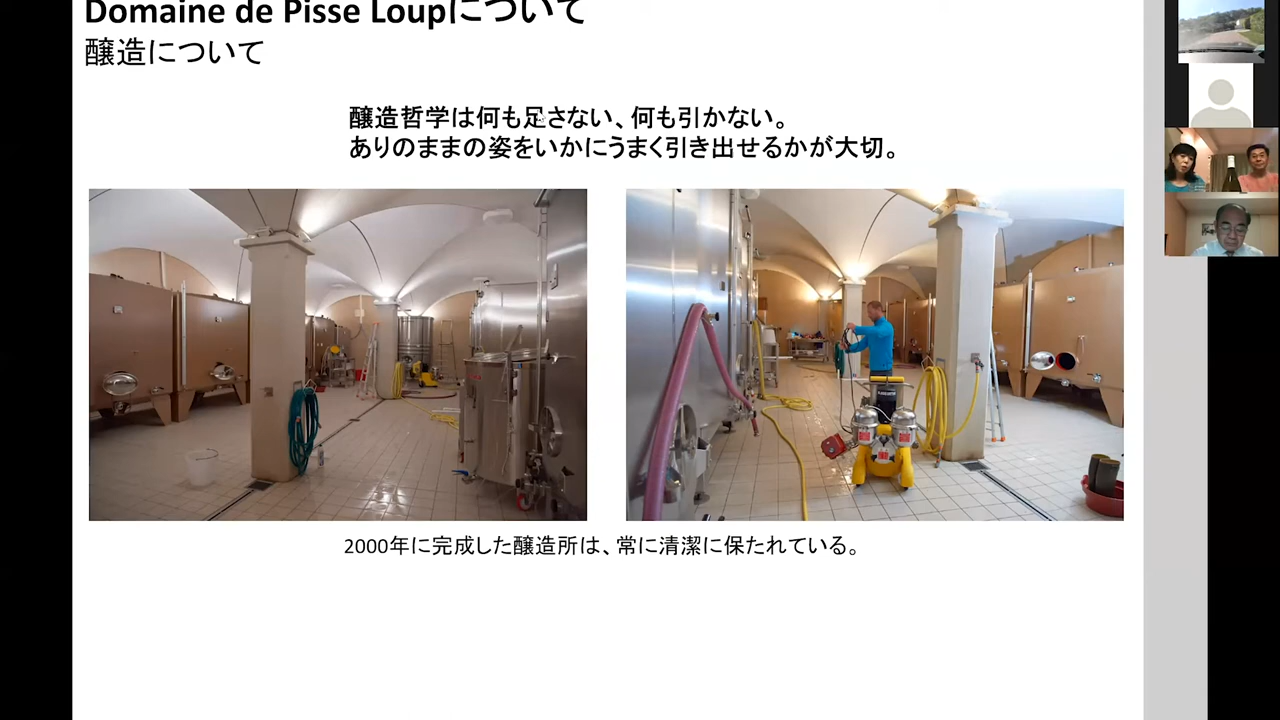 Domaine de Pisse Loupについて
醸造について
醸造哲学は何も足さない、何も引かない。
ありのままの姿をいかにうまく引き出せるかが大切。
2000年に完成した醸造所は、常に清潔に保たれている。